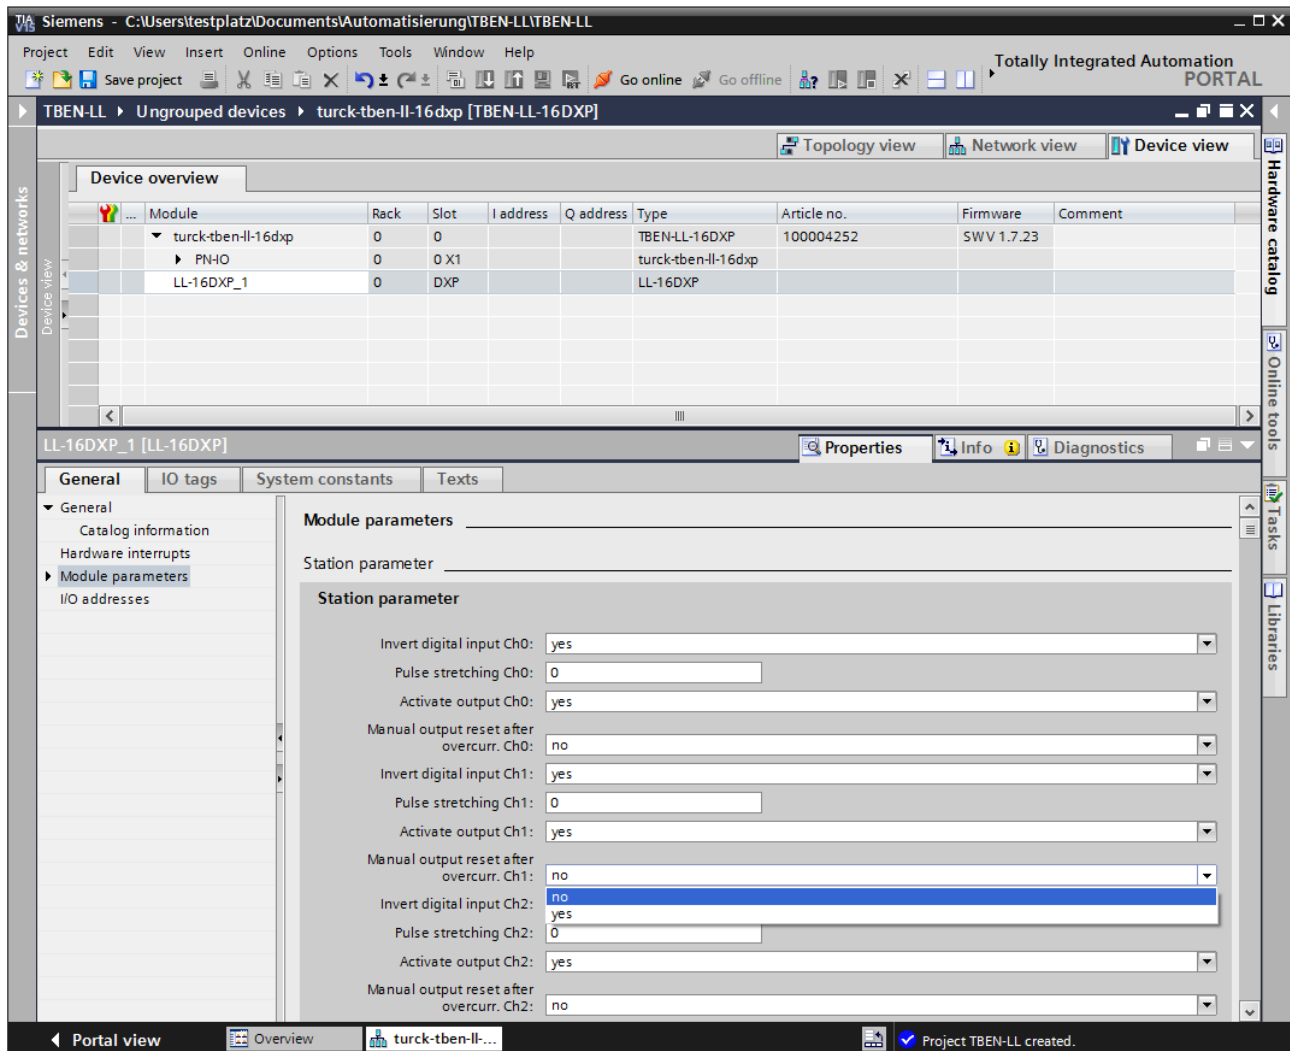 TIA V15 Siemens - C:\Users\testplatz\Documents\Automatisierung\TBEN-LL\TBEN-LL
Project Edit View Insert Online Options Tools Window Help
Totally Integrated Automation
PORTAL
Save project Go online Go offline
TBEN-LL Ungrouped devices turck-tben-ll-16dxp [TBEN-LL-16DXP]
Topology view Network view Device view
Device overview
... Module Rack Slot I address Q address Type Article no. Firmware Comment
turck-tben-ll-16dxp 0 0 TBEN-LL-16DXP 100004252 SW V 1.7.23
PN-IO 0 0 X1 turck-tben-ll-16dxp
LL-16DXP_1 0 DXP LL-16DXP
Devices & networks
Device view
Hardware catalog
Online tools
Tasks
Libraries
LL-16DXP_1 [LL-16DXP]
Properties Info Diagnostics
General IO tags System constants Texts
General
Catalog information
Hardware interrupts
Module parameters
I/O addresses
Module parameters
Station parameter
Station parameter
Invert digital input Ch0: yes
Pulse stretching Ch0: 0
Activate output Ch0: yes
Manual output reset after
overcurr. Ch0: no
Invert digital input Ch1: yes
Pulse stretching Ch1: 0
Activate output Ch1: yes
Manual output reset after
overcurr. Ch1: no
no
Invert digital input Ch2:
yes
Pulse stretching Ch2: 0
Activate output Ch2: yes
Manual output reset after
overcurr. Ch2: no
Portal view Overview turck-tben-ll-... Project TBEN-LL created.